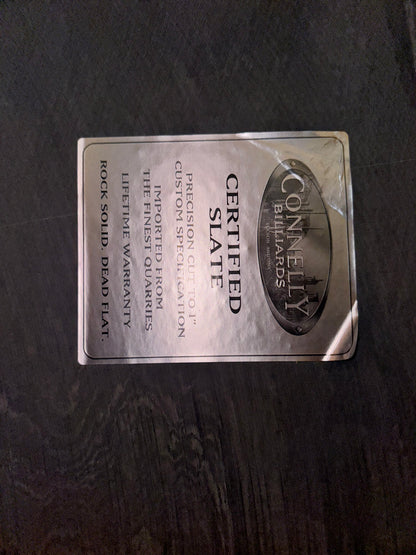 CONNELLY
BILLIARDS
CERTIFIED
SLATE
PRECISION CUT TO 1"
CUSTOM SPECIFICATION
IMPORTED FROM
THE FINEST QUARRIES
LIFETIME WARRANTY
ROCK SOLID. DEAD FLAT.